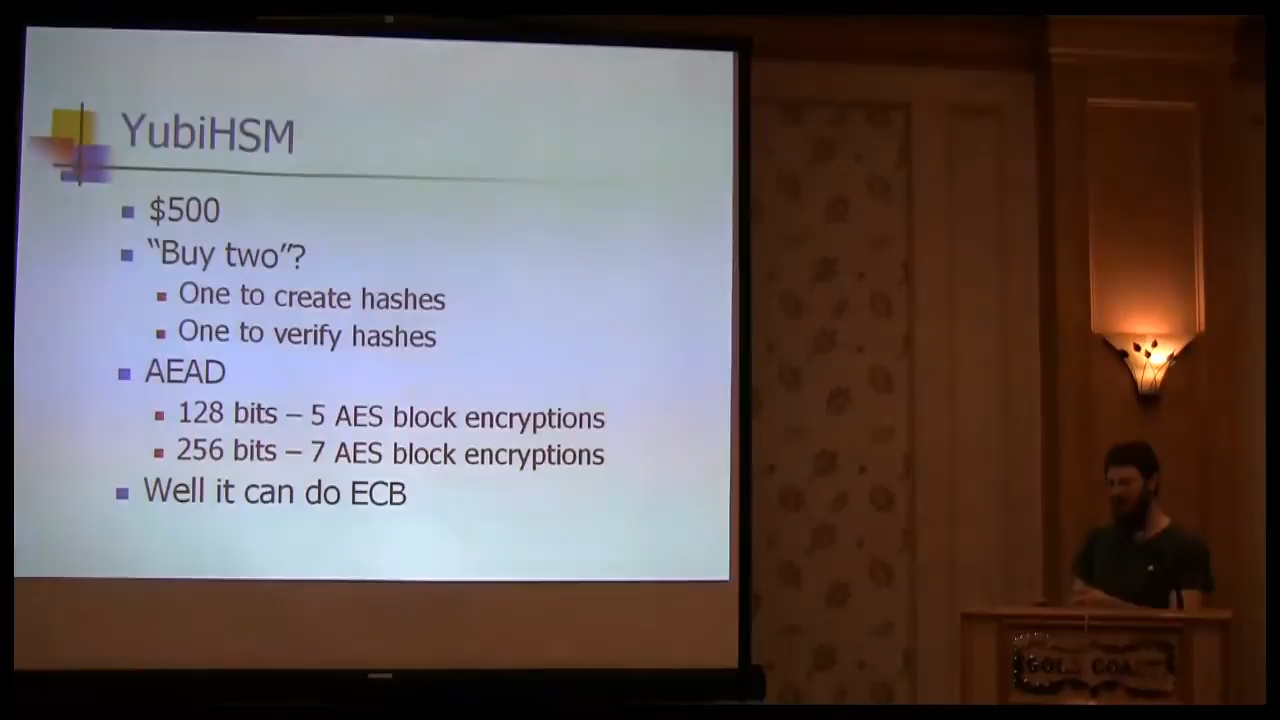 YubiHSM
$500
“Buy two”?
One to create hashes
One to verify hashes
AEAD
128 bits – 5 AES block encryptions
256 bits – 7 AES block encryptions
Well it can do ECB